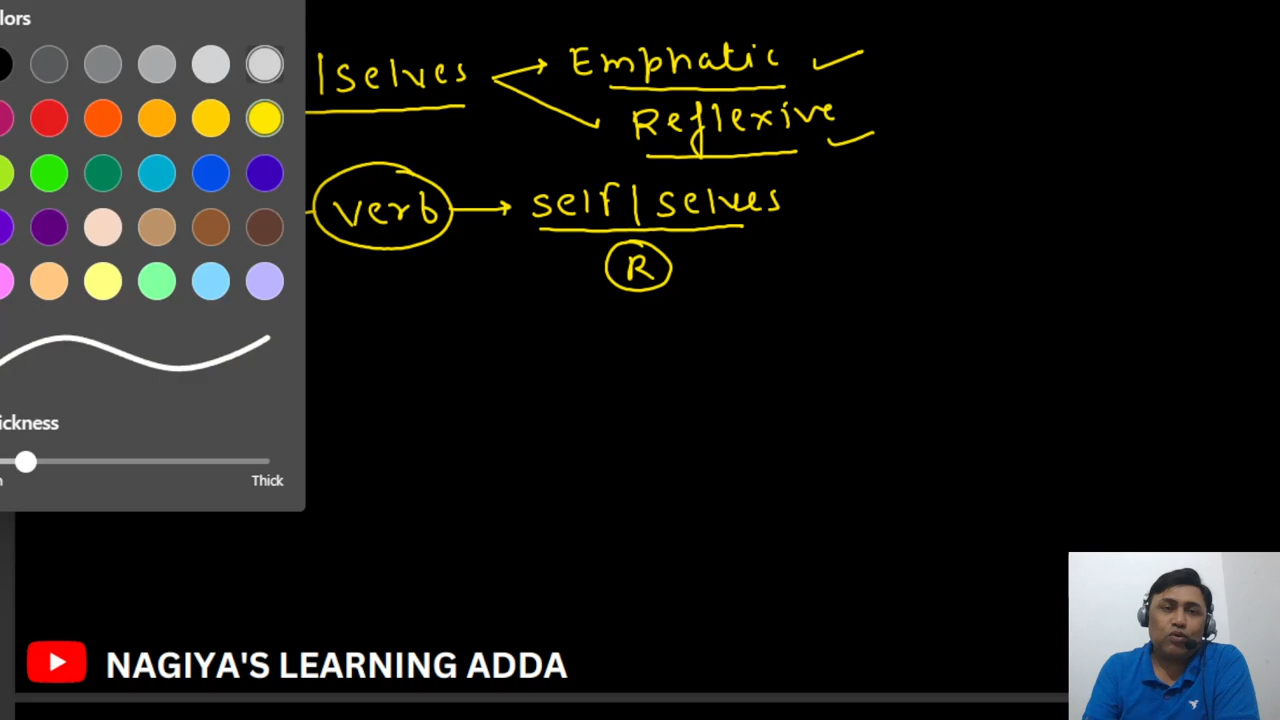 lors
|selves → Emphatic ✓
Reflexive ✓
verb → self|selves
R
ickness
Thick
NAGIYA'S LEARNING ADDA